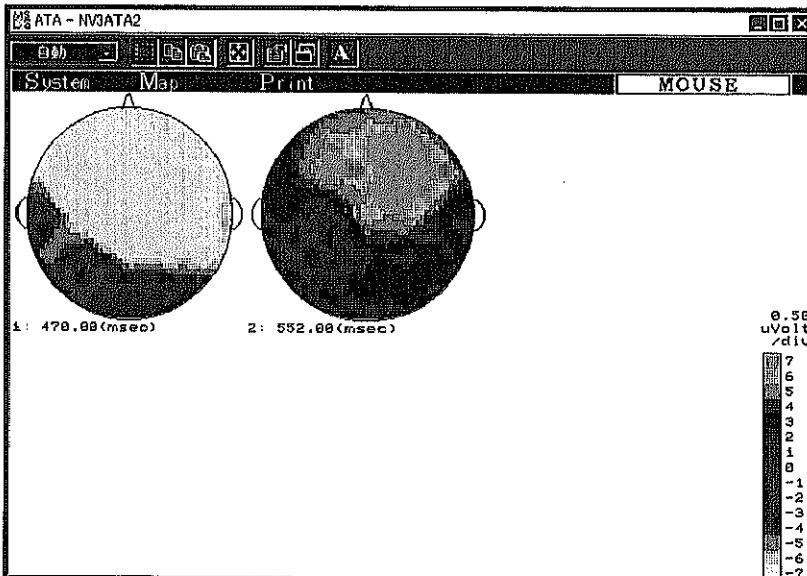 ATA - NV3ATA2
自動
A
System Map Print MOUSE
1: 470.00(msec) 2: 552.00(msec)
0.50
uVolt
/div
7
6
5
4
3
2
1
0
-1
-2
-3
-4
-5
-6
-7